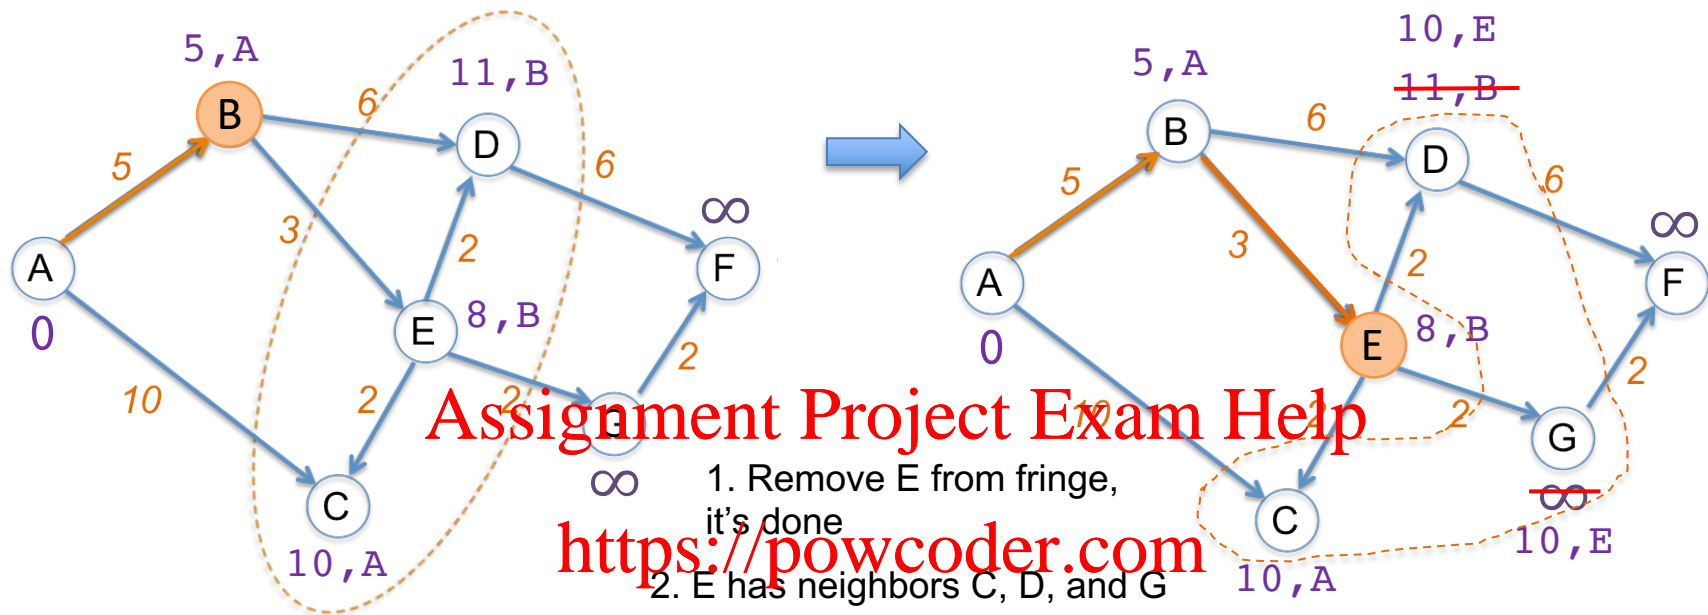 5,A
11,B
B
6
D
5
6
3
2
∞
A
F
0
E
8,B
10
2
2
2
G
∞
C
10,A
10,E
5,A
11,B
B
6
D
5
6
3
2
∞
A
F
0
E
8,B
10
2
2
2
G
∞
10,E
C
10,A
Assignment Project Exam Help
1. Remove E from fringe,
it's done
https://powcoder.com
2. E has neighbors C, D, and G